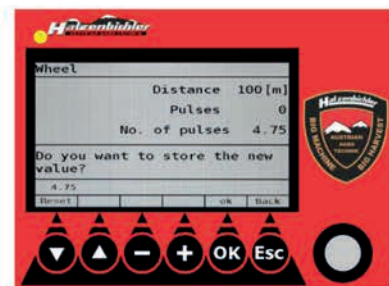 Hatzenbichler
Wheel
Distance 100 [m]
Pulses 0
No. of pulses 4.75
Do you want to store the new
value?
4.75
Reset ok Back
OK Esc
Hatzenbichler
AUSTRIAN
AGRO
TECHNIK
BIG MACHINE
BIG HARVEST